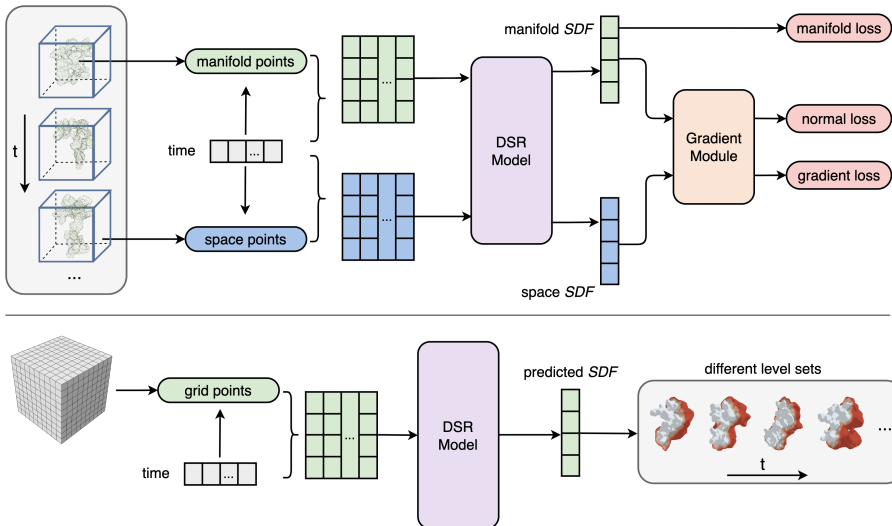 manifold SDF
manifold loss
manifold points
...
DSR
Model
Gradient
Module
normal loss
t
time
...
gradient loss
...
space points
space SDF
...
different level sets
predicted SDF
grid points
DSR
Model
...
...
time
...
t